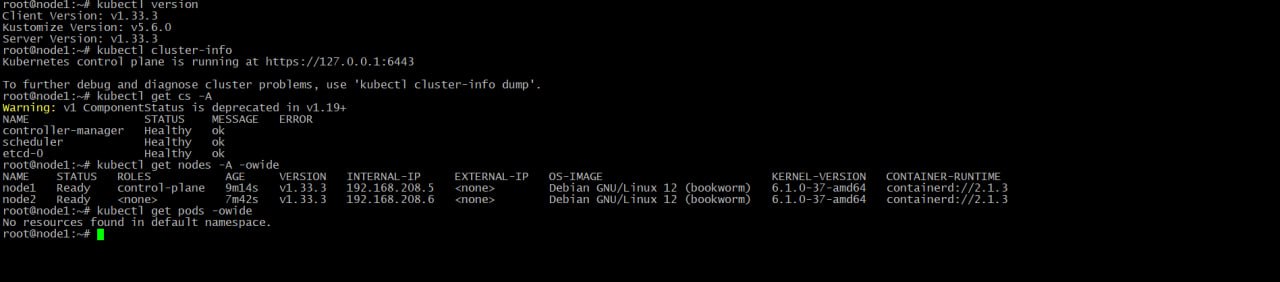 root@node1:~# kubectl version
Client Version: v1.33.3
Kustomize Version: v5.6.0
Server Version: v1.33.3
root@node1:~# kubectl cluster-info
Kubernetes control plane is running at https://127.0.0.1:6443

To further debug and diagnose cluster problems, use 'kubectl cluster-info dump'.
root@node1:~# kubectl get cs -A
Warning: v1 ComponentStatus is deprecated in v1.19+
NAME                 STATUS    MESSAGE   ERROR
controller-manager   Healthy   ok
scheduler            Healthy   ok
etcd-0               Healthy   ok
root@node1:~# kubectl get nodes -A -owide
NAME    STATUS   ROLES           AGE     VERSION   INTERNAL-IP     EXTERNAL-IP   OS-IMAGE                         KERNEL-VERSION   CONTAINER-RUNTIME
node1   Ready    control-plane   9m14s   v1.33.3   192.168.208.5   <none>        Debian GNU/Linux 12 (bookworm)   6.1.0-37-amd64   containerd://2.1.3
node2   Ready    <none>          7m42s   v1.33.3   192.168.208.6   <none>        Debian GNU/Linux 12 (bookworm)   6.1.0-37-amd64   containerd://2.1.3
root@node1:~# kubectl get pods -owide
No resources found in default namespace.
root@node1:~#